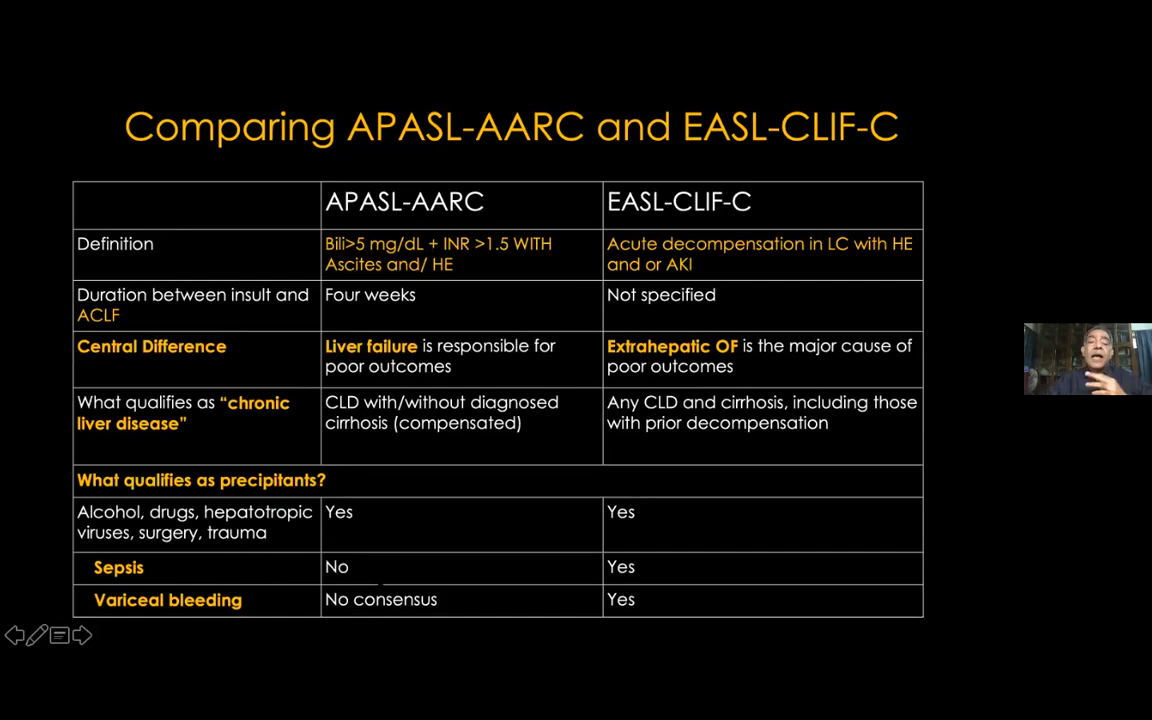 Comparing APASL-AARC and EASL-CLIF-C
APASL-AARC
EASL-CLIF-C
Definition
Bili>5 mg/dL + INR >1.5 WITH
Ascites and/ HE
Acute decompensation in LC with HE
and or AKI
Duration between insult and
ACLF
Four weeks
Not specified
Central Difference
Liver failure is responsible for
poor outcomes
Extrahepatic OF is the major cause of
poor outcomes
What qualifies as “chronic
liver disease”
CLD with/without diagnosed
cirrhosis (compensated)
Any CLD and cirrhosis, including those
with prior decompensation
What qualifies as precipitants?
Alcohol, drugs, hepatotropic
viruses, surgery, trauma
Yes
Yes
Sepsis
No
Yes
Variceal bleeding
No consensus
Yes